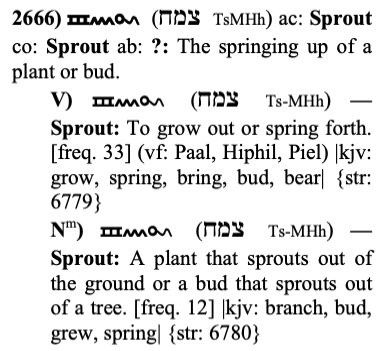 2666) (צמח TsMHh) ac: Sprout
co: Sprout ab: ?: The springing up of a
plant or bud.
V) (צמח Ts-MHh) —
Sprout: To grow out or spring forth.
[freq. 33] (vf: Paal, Hiphil, Piel) |kjv:
grow, spring, bring, bud, bear| {str:
6779}
Nᵐ) (צמח Ts-MHh) —
Sprout: A plant that sprouts out of
the ground or a bud that sprouts out
of a tree. [freq. 12] |kjv: branch, bud,
grew, spring| {str: 6780}